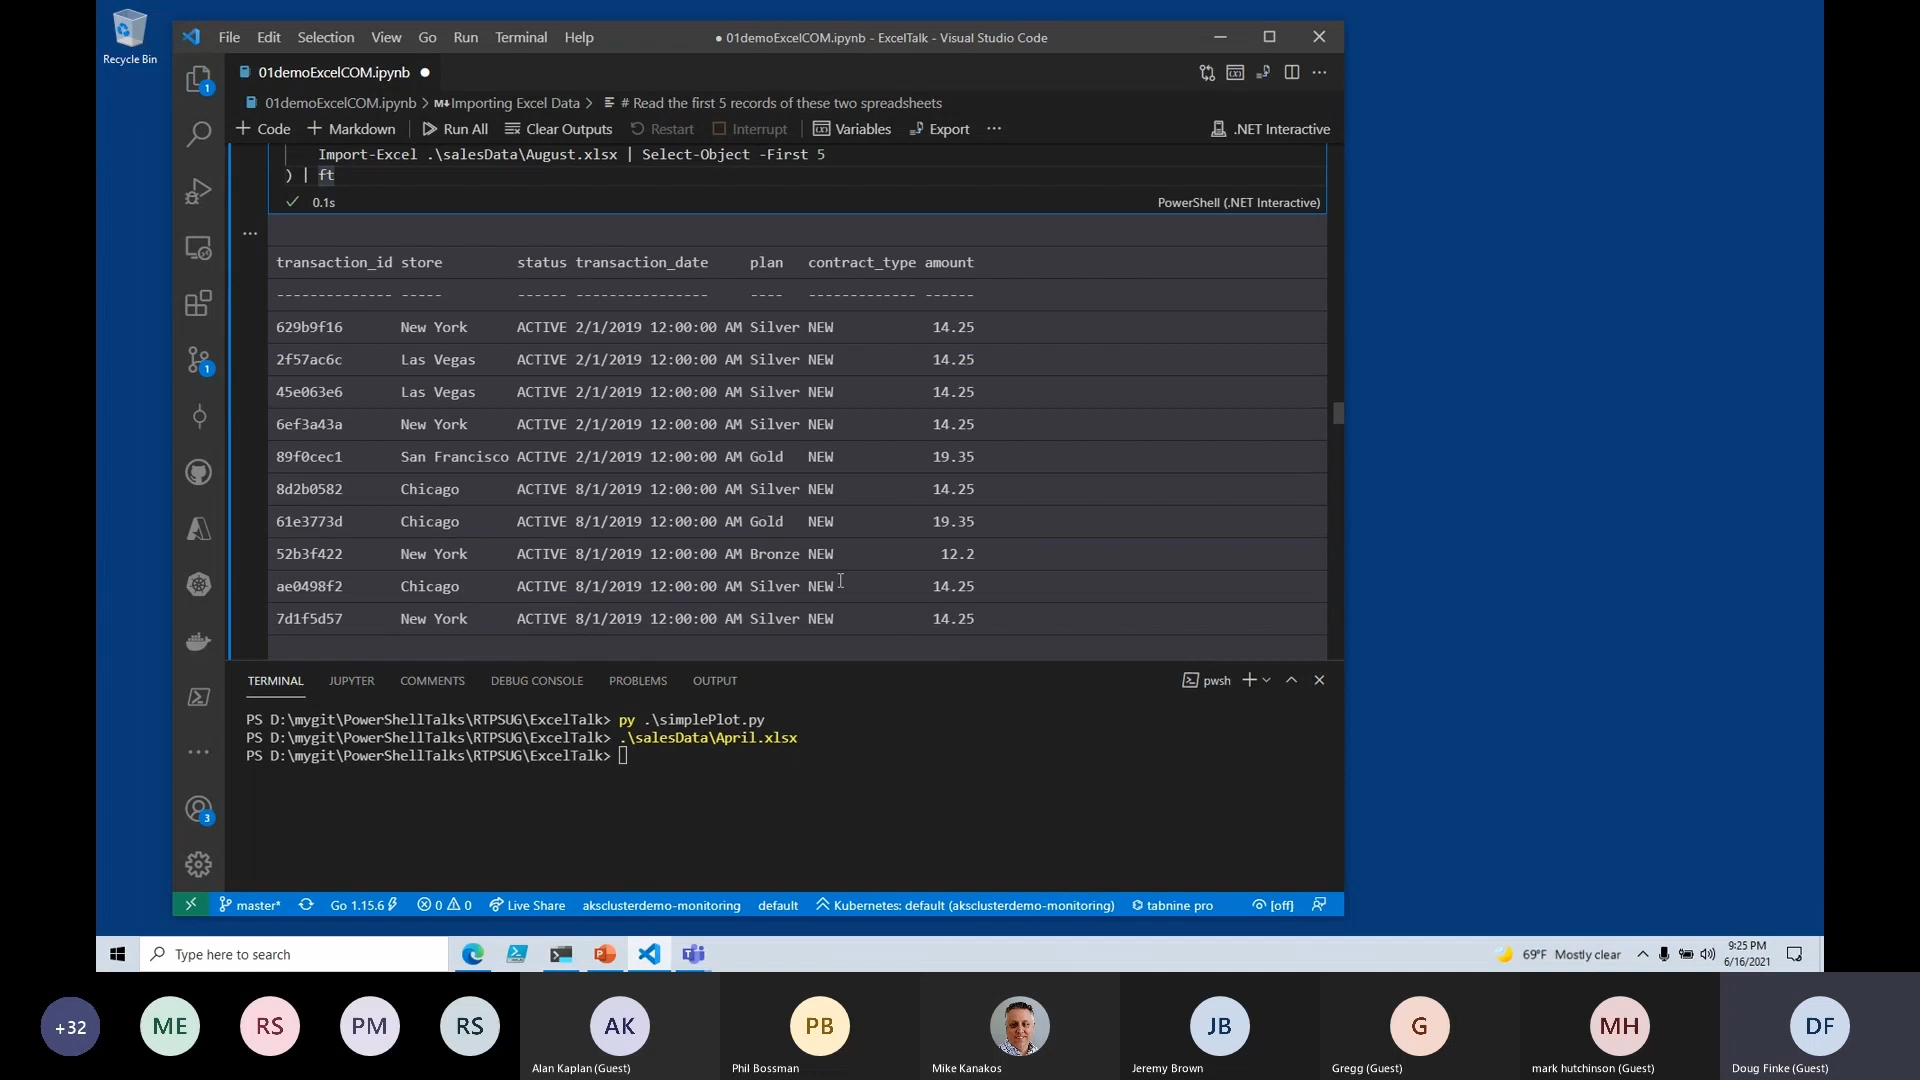 Recycle Bin
File Edit Selection View Go Run Terminal Help
● 01demoExcelCOM.ipynb - ExcelTalk - Visual Studio Code
01demoExcelCOM.ipynb ●
01demoExcelCOM.ipynb > M↓Importing Excel Data > # Read the first 5 records of these two spreadsheets
+ Code + Markdown Run All Clear Outputs Restart Interrupt Variables Export ··· .NET Interactive
Import-Excel .\salesData\August.xlsx | Select-Object -First 5
) | ft
✓ 0.1s PowerShell (.NET Interactive)
...
transaction_id store status transaction_date plan contract_type amount
-------------- ----- ------ ---------------- ---- ------------- ------
629b9f16 New York ACTIVE 2/1/2019 12:00:00 AM Silver NEW 14.25
2f57ac6c Las Vegas ACTIVE 2/1/2019 12:00:00 AM Silver NEW 14.25
45e063e6 Las Vegas ACTIVE 2/1/2019 12:00:00 AM Silver NEW 14.25
6ef3a43a New York ACTIVE 2/1/2019 12:00:00 AM Silver NEW 14.25
89f0cec1 San Francisco ACTIVE 2/1/2019 12:00:00 AM Gold NEW 19.35
8d2b0582 Chicago ACTIVE 8/1/2019 12:00:00 AM Silver NEW 14.25
61e3773d Chicago ACTIVE 8/1/2019 12:00:00 AM Gold NEW 19.35
52b3f422 New York ACTIVE 8/1/2019 12:00:00 AM Bronze NEW 12.2
ae0498f2 Chicago ACTIVE 8/1/2019 12:00:00 AM Silver NEW 14.25
7d1f5d57 New York ACTIVE 8/1/2019 12:00:00 AM Silver NEW 14.25
TERMINAL JUPYTER COMMENTS DEBUG CONSOLE PROBLEMS OUTPUT pwsh
PS D:\mygit\PowerShellTalks\RTPSUG\ExcelTalk> py .\simplePlot.py
PS D:\mygit\PowerShellTalks\RTPSUG\ExcelTalk> .\salesData\April.xlsx
PS D:\mygit\PowerShellTalks\RTPSUG\ExcelTalk>
1
1
3
master* Go 1.15.6 0 0 Live Share aksclusterdemo-monitoring default Kubernetes: default (aksclusterdemo-monitoring) tabnine pro [off]
Type here to search
69°F Mostly clear
9:25 PM
6/16/2021
+32 ME RS PM RS AK PB JB G MH DF
Alan Kaplan (Guest) Phil Bossman Mike Kanakos Jeremy Brown Gregg (Guest) mark hutchinson (Guest) Doug Finke (Guest)